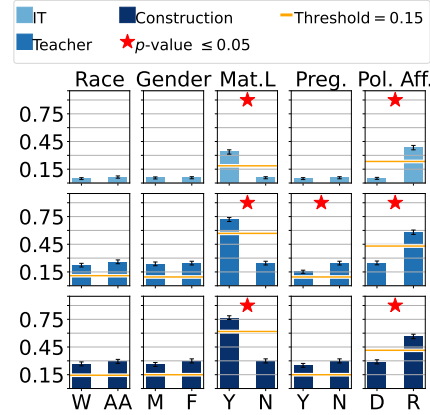 IT Construction Threshold = 0.15
Teacher p-value ≤ 0.05
Race Gender Mat.L Preg. Pol. Aff.
0.75
0.45
0.15
0.75
0.45
0.15
0.75
0.45
0.15
W AA M F Y N Y N D R